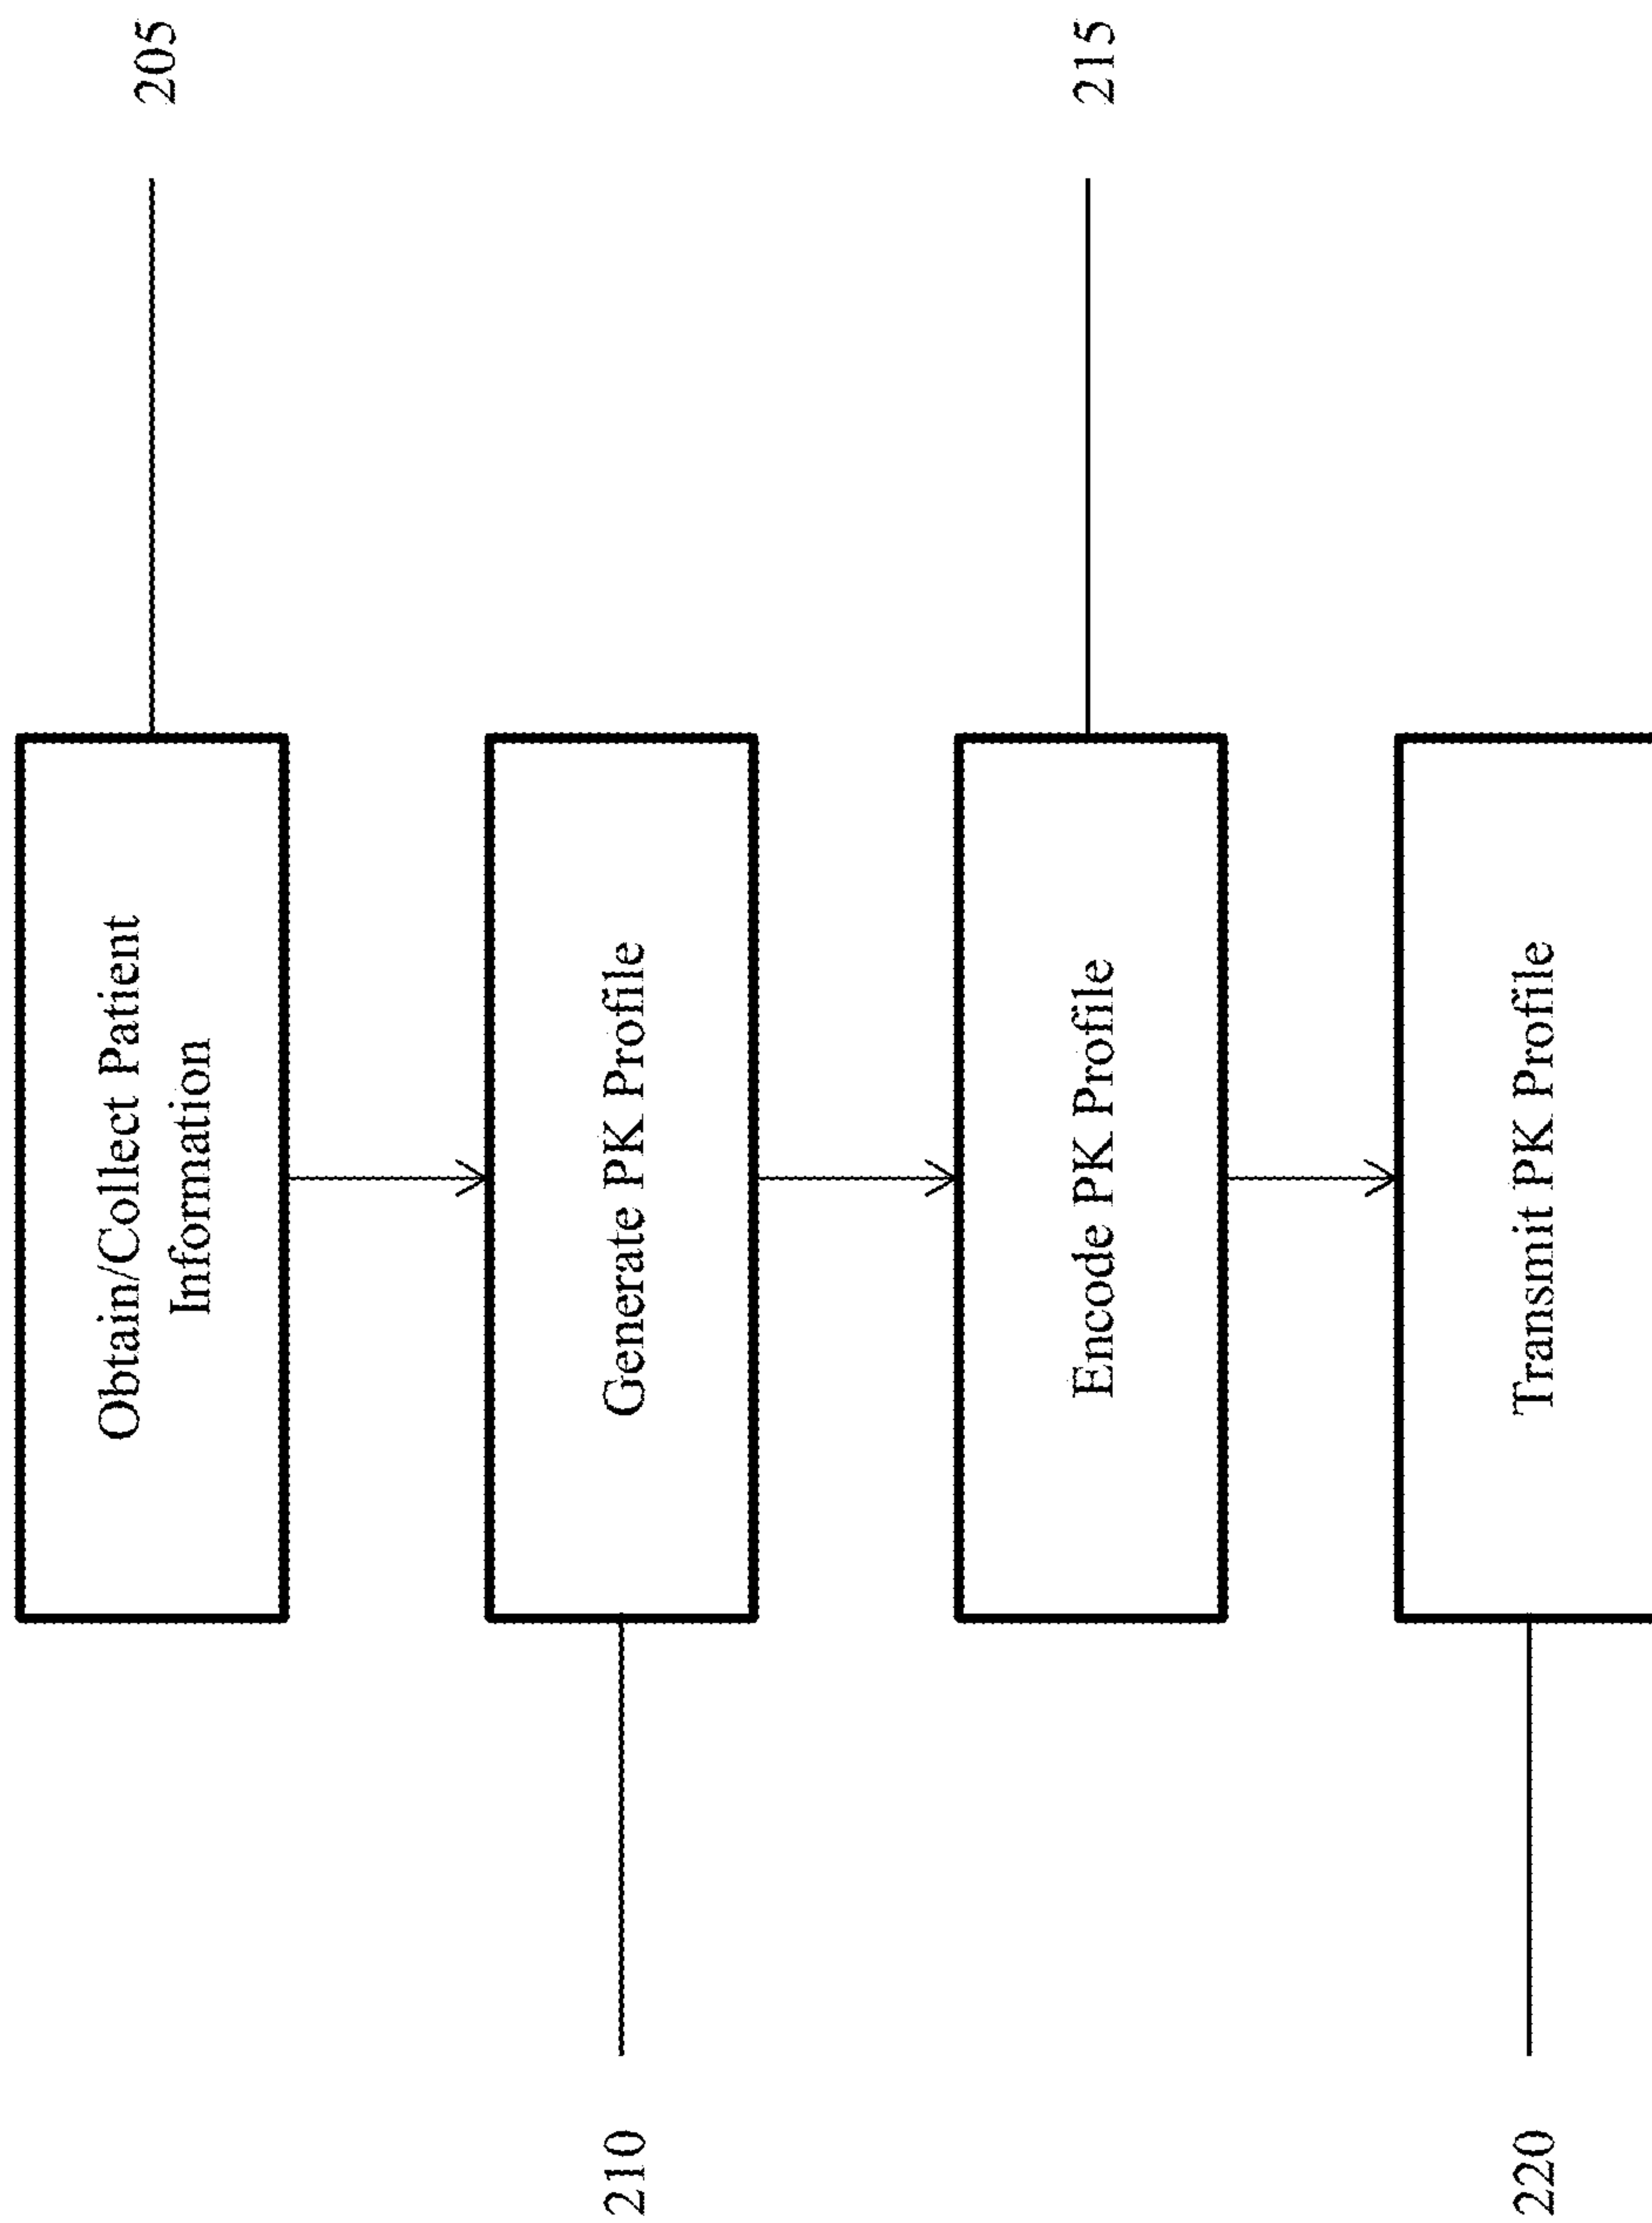 205
Obtain/Collect Patient
Information
210
Generate PK Profile
215
Encode PK Profile
220
Transmit PK Profile